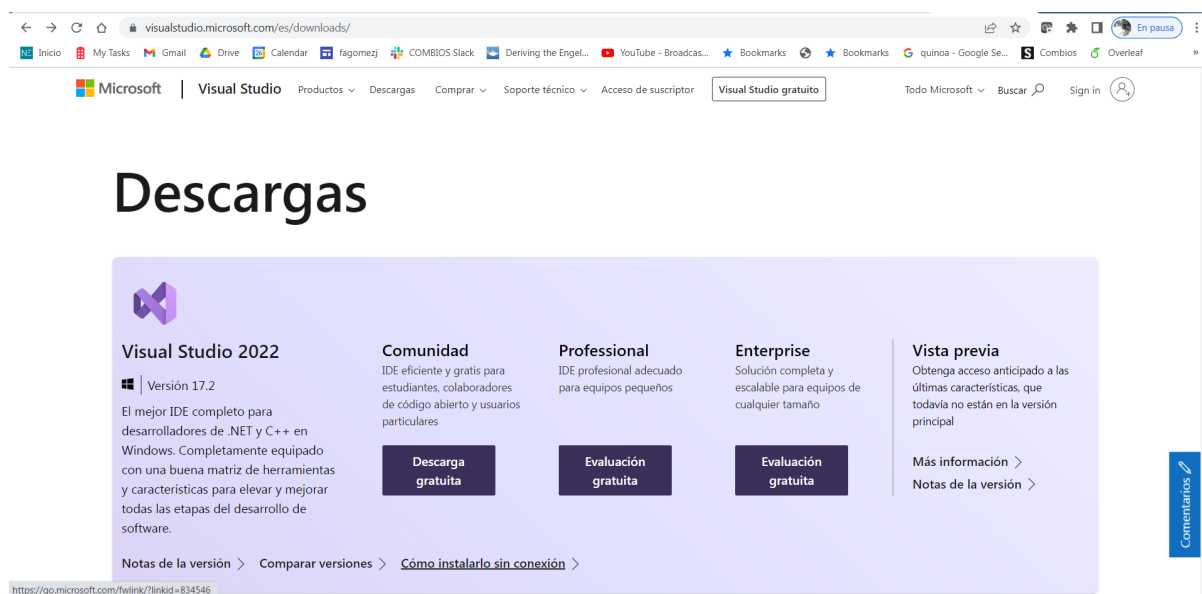 visualstudio.microsoft.com/es/downloads/
En pausa
NE Inicio My Tasks Gmail Drive 26 Calendar fagomezj COMBIOS Slack Deriving the Engel... YouTube - Broadcas... Bookmarks Bookmarks quinoa - Google Se... S Combios Overleaf »
Microsoft Visual Studio Productos Descargas Comprar Soporte técnico Acceso de suscriptor Visual Studio gratuito Todo Microsoft Buscar Sign in
Descargas
Visual Studio 2022
Versión 17.2
El mejor IDE completo para
desarrolladores de .NET y C++ en
Windows. Completamente equipado
con una buena matriz de herramientas
y características para elevar y mejorar
todas las etapas del desarrollo de
software.
Comunidad
IDE eficiente y gratis para
estudiantes, colaboradores
de código abierto y usuarios
particulares
Descarga
gratuita
Professional
IDE profesional adecuado
para equipos pequeños
Evaluación
gratuita
Enterprise
Solución completa y
escalable para equipos de
cualquier tamaño
Evaluación
gratuita
Vista previa
Obtenga acceso anticipado a las
últimas características, que
todavía no están en la versión
principal
Más información
Notas de la versión
Notas de la versión Comparar versiones Cómo instalarlo sin conexión
Comentarios
https://go.microsoft.com/fwlink/?linkid=834546